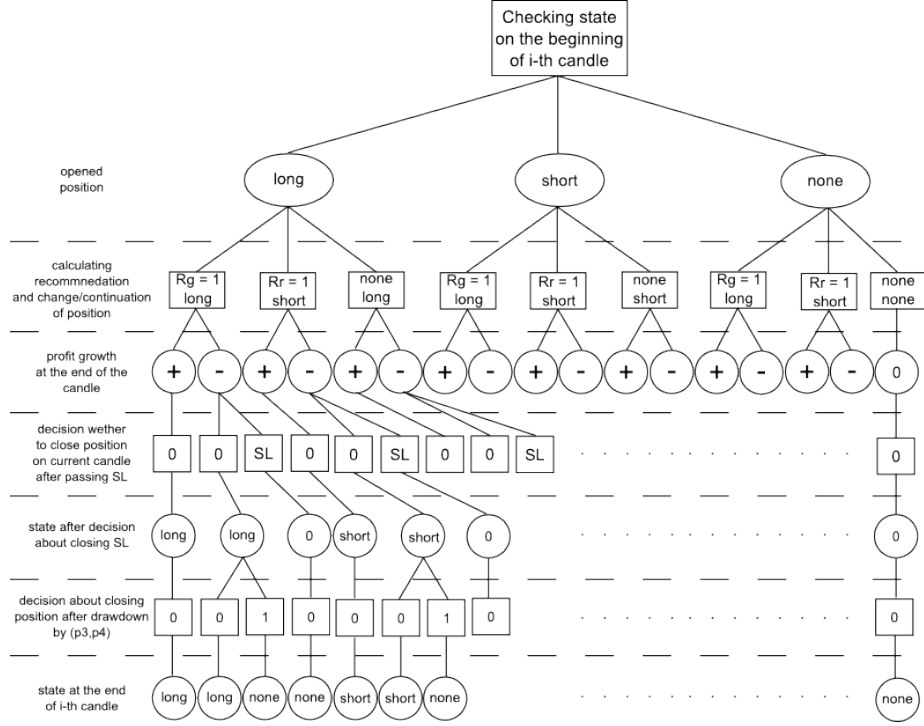 Checking state
on the beginning
of i-th candle
opened
position
long
short
none
calculating
recommnedation
and change/continuation
of position
Rg = 1
long
Rr = 1
short
none
long
Rg = 1
long
Rr = 1
short
none
short
Rg = 1
long
Rr = 1
short
none
none
profit growth
at the end of the
candle
+ - + - + - + - + - + - + - + - 0
decision wether
to close position
on current candle
after passing SL
0 0 SL 0 0 SL 0 0 SL 0
state after decision
about closing SL
long long 0 short short 0 0
decision about closing
position after drawdown
by (p3,p4)
0 0 1 0 0 0 1 0 0
state at the end
of i-th candle
long long none none short short none none